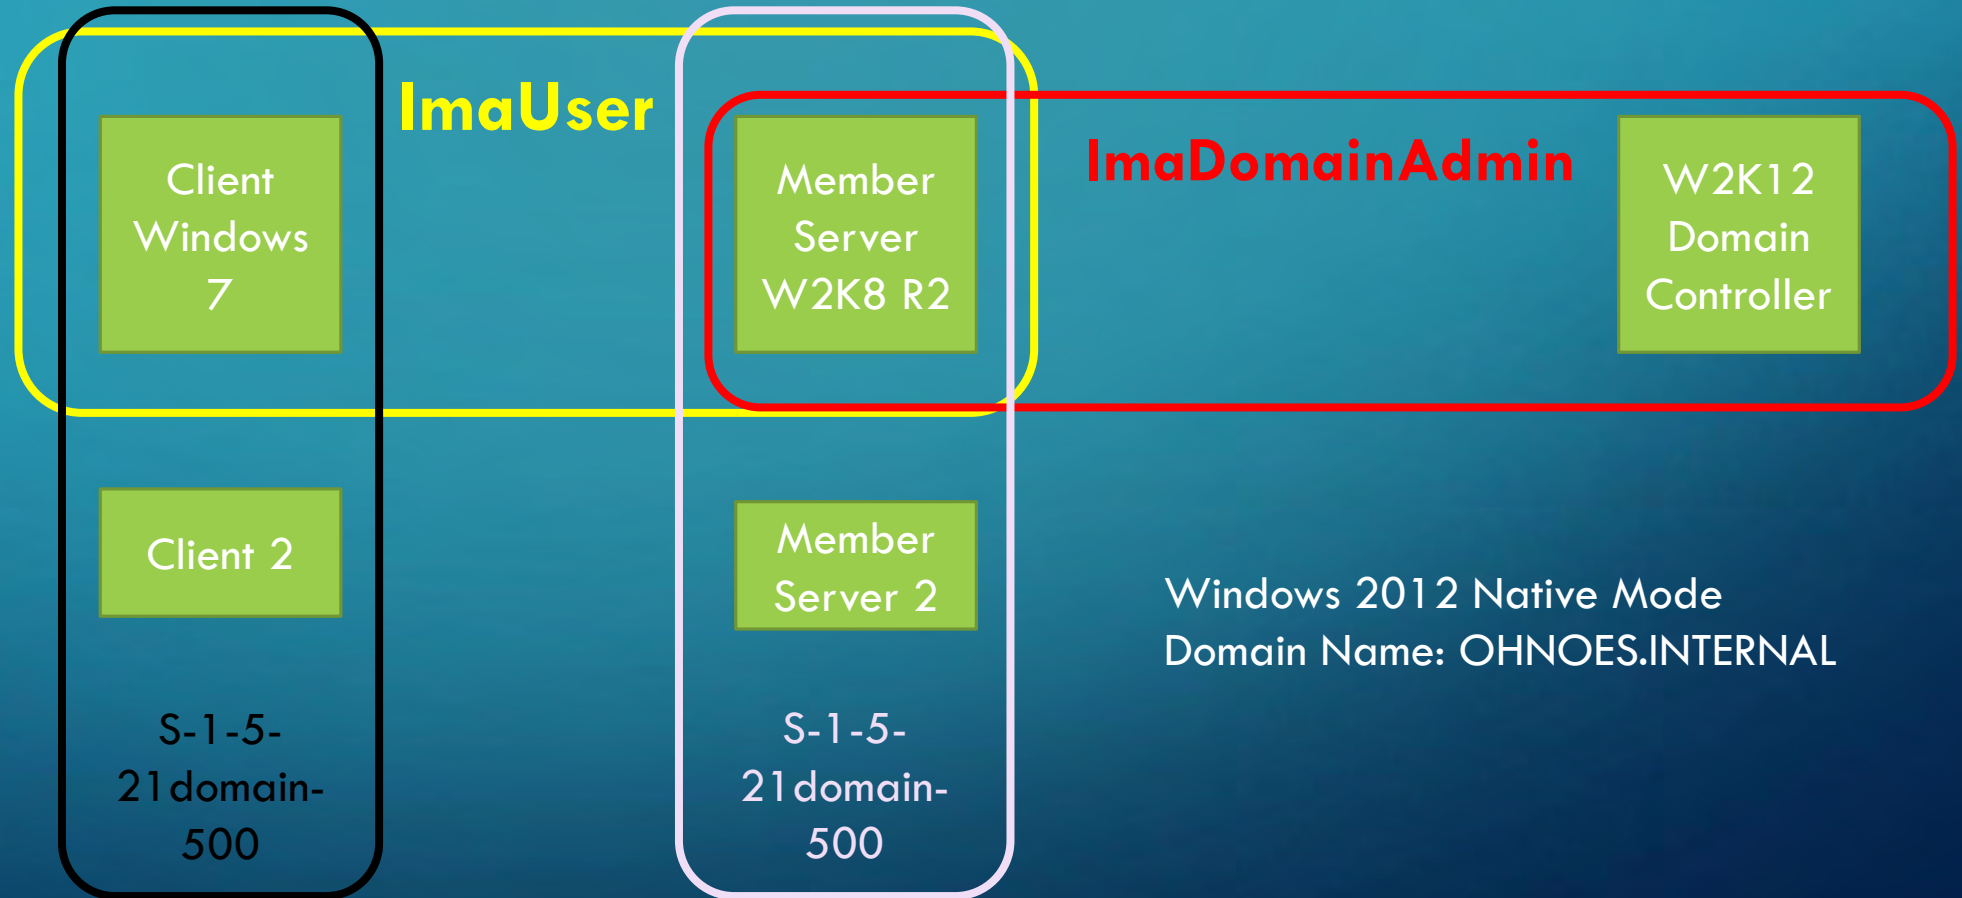 ImaUser
ImaDomainAdmin
Client
Windows
7
Member
Server
W2K8 R2
W2K12
Domain
Controller
Client 2
Member
Server 2
Windows 2012 Native Mode
Domain Name: OHNOES.INTERNAL
S-1-5-
21domain-
500
S-1-5-
21domain-
500